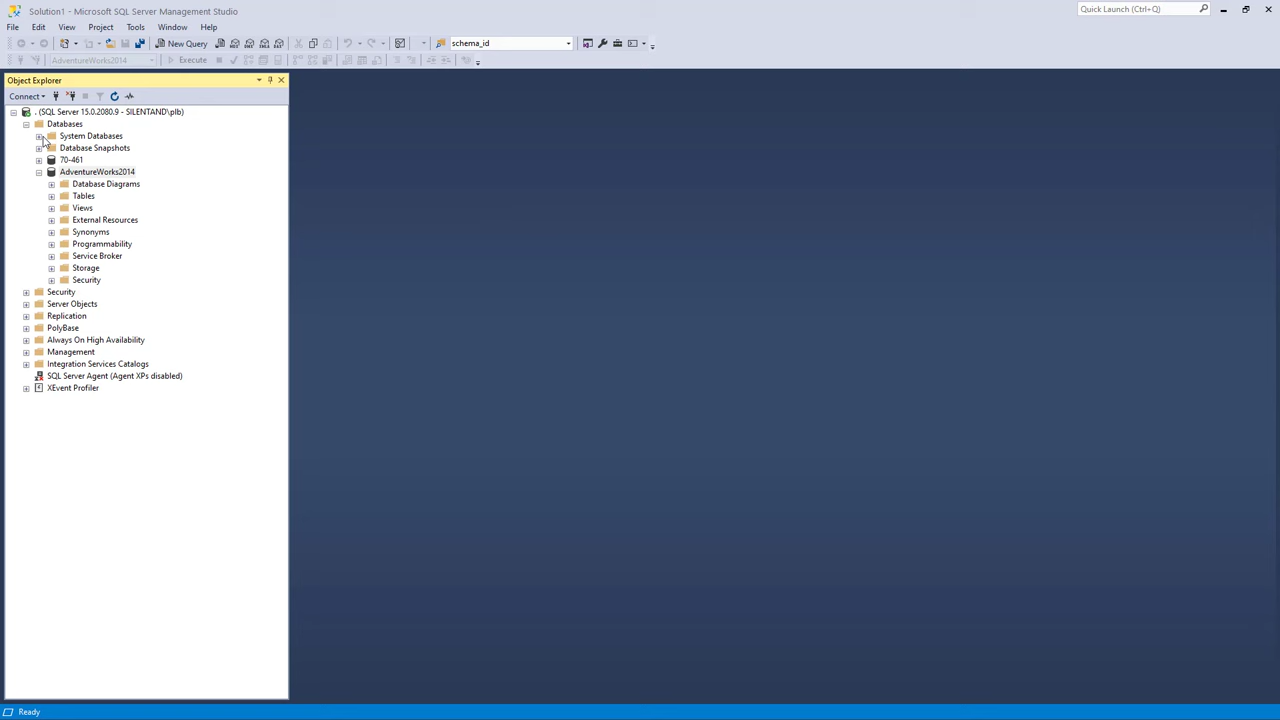 Solution1 - Microsoft SQL Server Management Studio
Quick Launch (Ctrl+Q)
File Edit View Project Tools Window Help
New Query
schema_id
AdventureWorks2014
Execute
Object Explorer
Connect
. (SQL Server 15.0.2080.9 - SILENTAND\plb)
Databases
System Databases
Database Snapshots
70-461
AdventureWorks2014
Database Diagrams
Tables
Views
External Resources
Synonyms
Programmability
Service Broker
Storage
Security
Security
Server Objects
Replication
PolyBase
Always On High Availability
Management
Integration Services Catalogs
SQL Server Agent (Agent XPs disabled)
XEvent Profiler
Ready